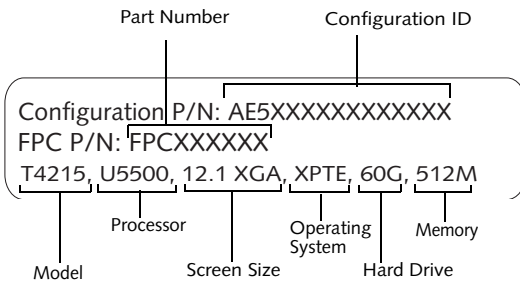 Part Number
Configuration ID
Configuration P/N: AE5XXXXXXXXXXXX
FPC P/N: FPCXXXXXX
T4215, U5500, 12.1 XGA, XPTE, 60G, 512M
Processor
Operating
System
Memory
Model
Screen Size
Hard Drive